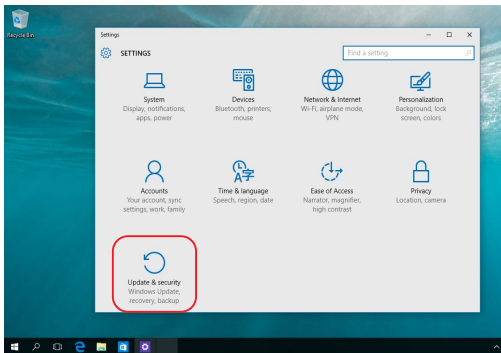 Recycle Bin
Settings
SETTINGS
Find a setting
System
Display, notifications,
apps, power
Devices
Bluetooth, printers,
mouse
Network & Internet
Wi-Fi, airplane mode,
VPN
Personalization
Background, lock
screen, colors
Accounts
Your account, sync
settings, work, family
Time & language
Speech, region, date
Ease of Access
Narrator, magnifier,
high contrast
Privacy
Location, camera
Update & security
Windows Update,
recovery, backup